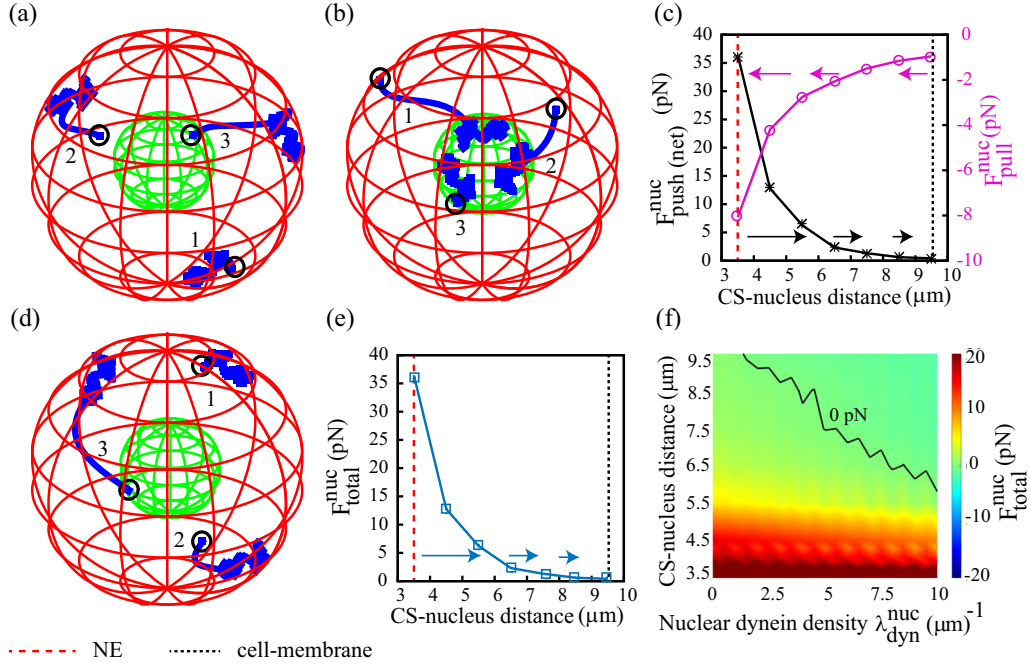 (a)
2
3
1
(b)
1
2
3
(c)
40
35
30
25
20
15
10
5
0
F^nuc_push (net) (pN)
0
-2
-4
-6
-8
-10
F^nuc_pull (pN)
3 4 5 6 7 8 9 10
CS-nucleus distance (μm)
(d)
1
3
2
(e)
40
35
30
25
20
15
10
5
0
F^nuc_total (pN)
3 4 5 6 7 8 9 10
CS-nucleus distance (μm)
(f)
9.5
8.5
7.5
6.5
5.5
4.5
3.5
CS-nucleus distance (μm)
0 pN
0 2.5 5 7.5 10
Nuclear dynein density λ^nuc_dyn (μm)^-1
20
10
0
-10
-20
F^nuc_total (pN)
NE
cell-membrane